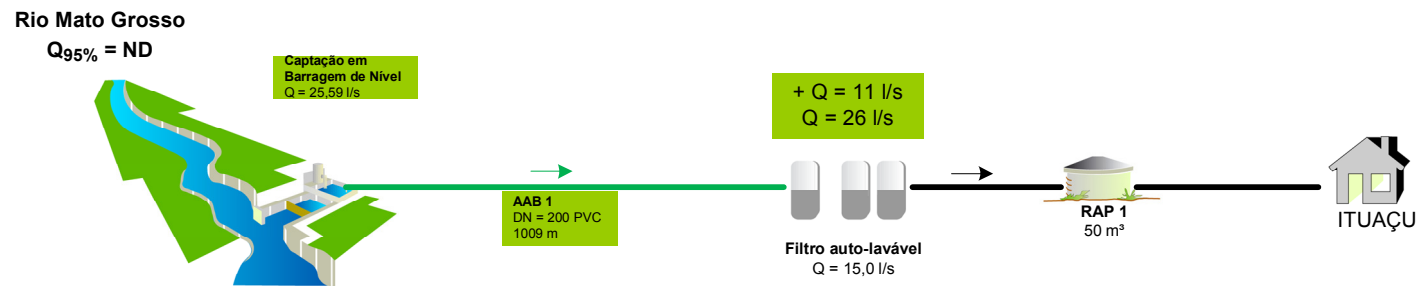 Rio Mato Grosso
Q95% = ND
Captação em
Barragem de Nível
Q = 25,59 l/s
+ Q = 11 l/s
Q = 26 l/s
AAB 1
DN = 200 PVC
1009 m
Filtro auto-lavável
Q = 15,0 l/s
RAP 1
50 m³
ITUAÇU